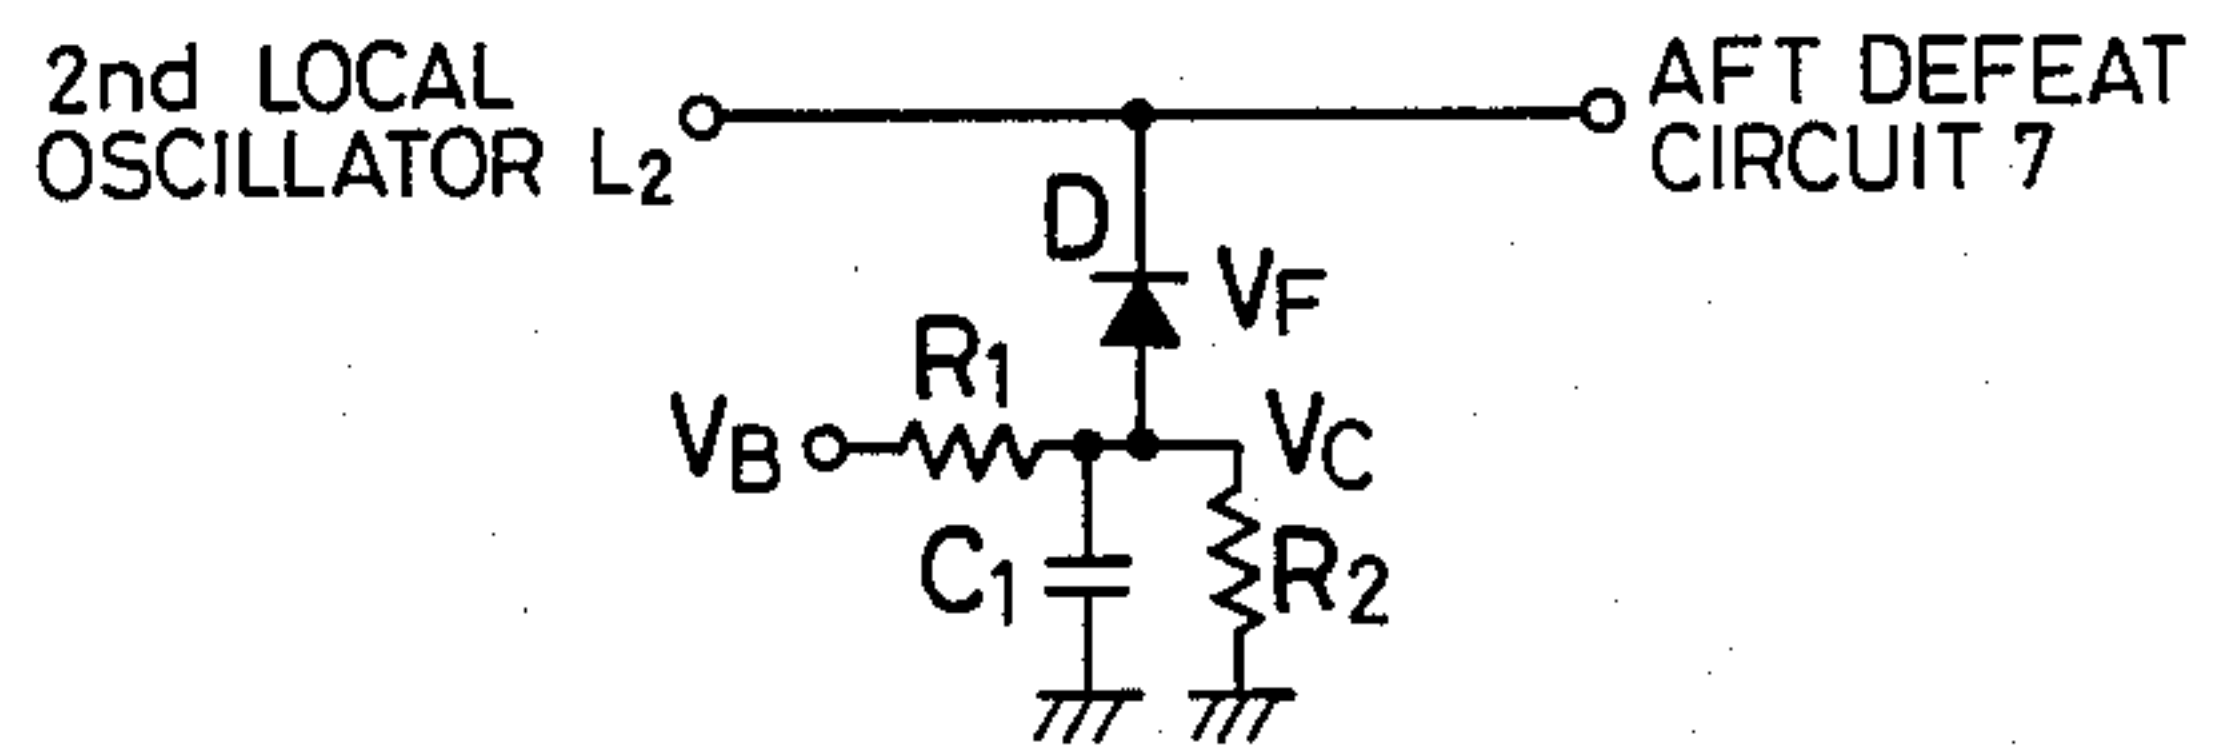 2nd LOCAL
OSCILLATOR L2
AFT DEFEAT
CIRCUIT 7
D
VF
R1
VB
VC
C1
R2